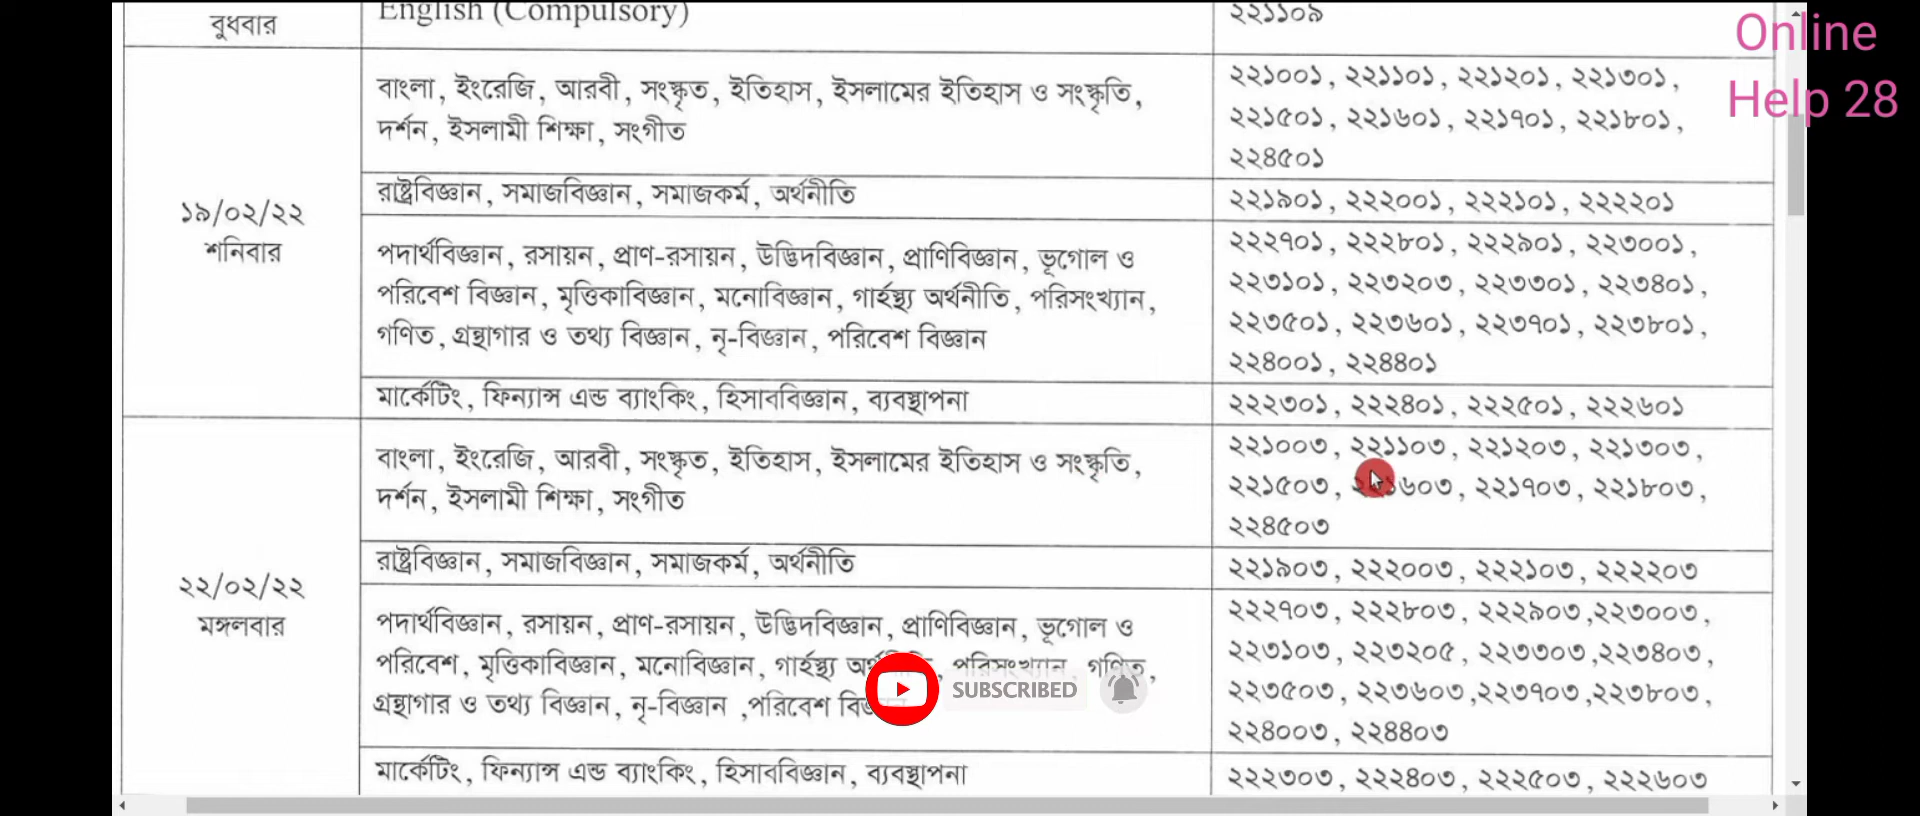 বুধবার
English (Compulsory)
২২১১০৯
Online
Help 28
১৯/০২/২২
শনিবার
বাংলা, ইংরেজি, আরবী, সংস্কৃত, ইতিহাস, ইসলামের ইতিহাস ও সংস্কৃতি,
দর্শন, ইসলামী শিক্ষা, সংগীত
২২১০০১, ২২১১০১, ২২১২০১, ২২১৩০১,
২২১৫০১, ২২১৬০১, ২২১৭০১, ২২১৮০১,
২২৪৫০১
রাষ্ট্রবিজ্ঞান, সমাজবিজ্ঞান, সমাজকর্ম, অর্থনীতি
২২১৯০১, ২২২০০১, ২২২১০১, ২২২২০১
পদার্থবিজ্ঞান, রসায়ন, প্রাণ-রসায়ন, উদ্ভিদবিজ্ঞান, প্রাণিবিজ্ঞান, ভূগোল ও
পরিবেশ বিজ্ঞান, মৃত্তিকাবিজ্ঞান, মনোবিজ্ঞান, গার্হস্থ্য অর্থনীতি, পরিসংখ্যান,
গণিত, গ্রন্থাগার ও তথ্য বিজ্ঞান, নৃ-বিজ্ঞান, পরিবেশ বিজ্ঞান
২২২৭০১, ২২২৮০১, ২২২৯০১, ২২৩০০১,
২২৩১০১, ২২৩২০৩, ২২৩৩০১, ২২৩৪০১,
২২৩৫০১, ২২৩৬০১, ২২৩৭০১, ২২৩৮০১,
২২৪০০১, ২২৪৪০১
মার্কেটিং, ফিন্যান্স এন্ড ব্যাংকিং, হিসাববিজ্ঞান, ব্যবস্থাপনা
২২২৩০১, ২২২৪০১, ২২২৫০১, ২২২৬০১
২২/০২/২২
মঙ্গলবার
বাংলা, ইংরেজি, আরবী, সংস্কৃত, ইতিহাস, ইসলামের ইতিহাস ও সংস্কৃতি,
দর্শন, ইসলামী শিক্ষা, সংগীত
২২১০০৩, ২২১১০৩, ২২১২০৩, ২২১৩০৩,
২২১৫০৩, ২২১৬০৩, ২২১৭০৩, ২২১৮০৩,
২২৪৫০৩
রাষ্ট্রবিজ্ঞান, সমাজবিজ্ঞান, সমাজকর্ম, অর্থনীতি
২২১৯০৩, ২২২০০৩, ২২২১০৩, ২২২২০৩
পদার্থবিজ্ঞান, রসায়ন, প্রাণ-রসায়ন, উদ্ভিদবিজ্ঞান, প্রাণিবিজ্ঞান, ভূগোল ও
পরিবেশ, মৃত্তিকাবিজ্ঞান, মনোবিজ্ঞান, গার্হস্থ্য পরিসংখ্যান, গণিত,
গ্রন্থাগার ও তথ্য বিজ্ঞান, নৃ-বিজ্ঞান ,পরিবেশ
২২২৭০৩, ২২২৮০৩, ২২২৯০৩,২২৩০০৩,
২২৩১০৩, ২২৩২০৫, ২২৩৩০৩,২২৩৪০৩,
২২৩৫০৩, ২২৩৬০৩,২২৩৭০৩,২২৩৮০৩,
২২৪০০৩, ২২৪৪০৩
SUBSCRIBED
মার্কেটিং, ফিন্যান্স এন্ড ব্যাংকিং, হিসাববিজ্ঞান, ব্যবস্থাপনা
২২২৩০৩, ২২২৪০৩, ২২২৫০৩, ২২২৬০৩